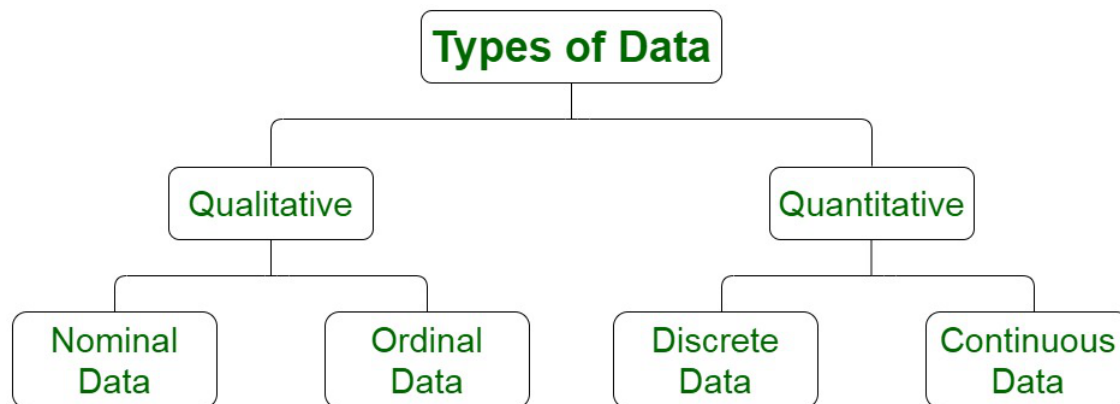 Types of Data
Qualitative
Quantitative
Nominal
Data
Ordinal
Data
Discrete
Data
Continuous
Data